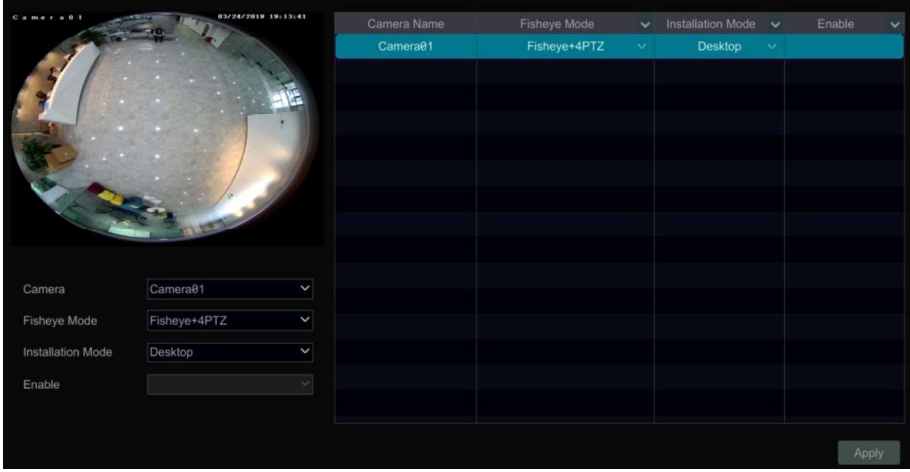 Camera01
03/24/2019 19:13:41
Camera Name Fisheye Mode Installation Mode Enable
Camera01 Fisheye+4PTZ Desktop
Camera Camera01
Fisheye Mode Fisheye+4PTZ
Installation Mode Desktop
Enable
Apply